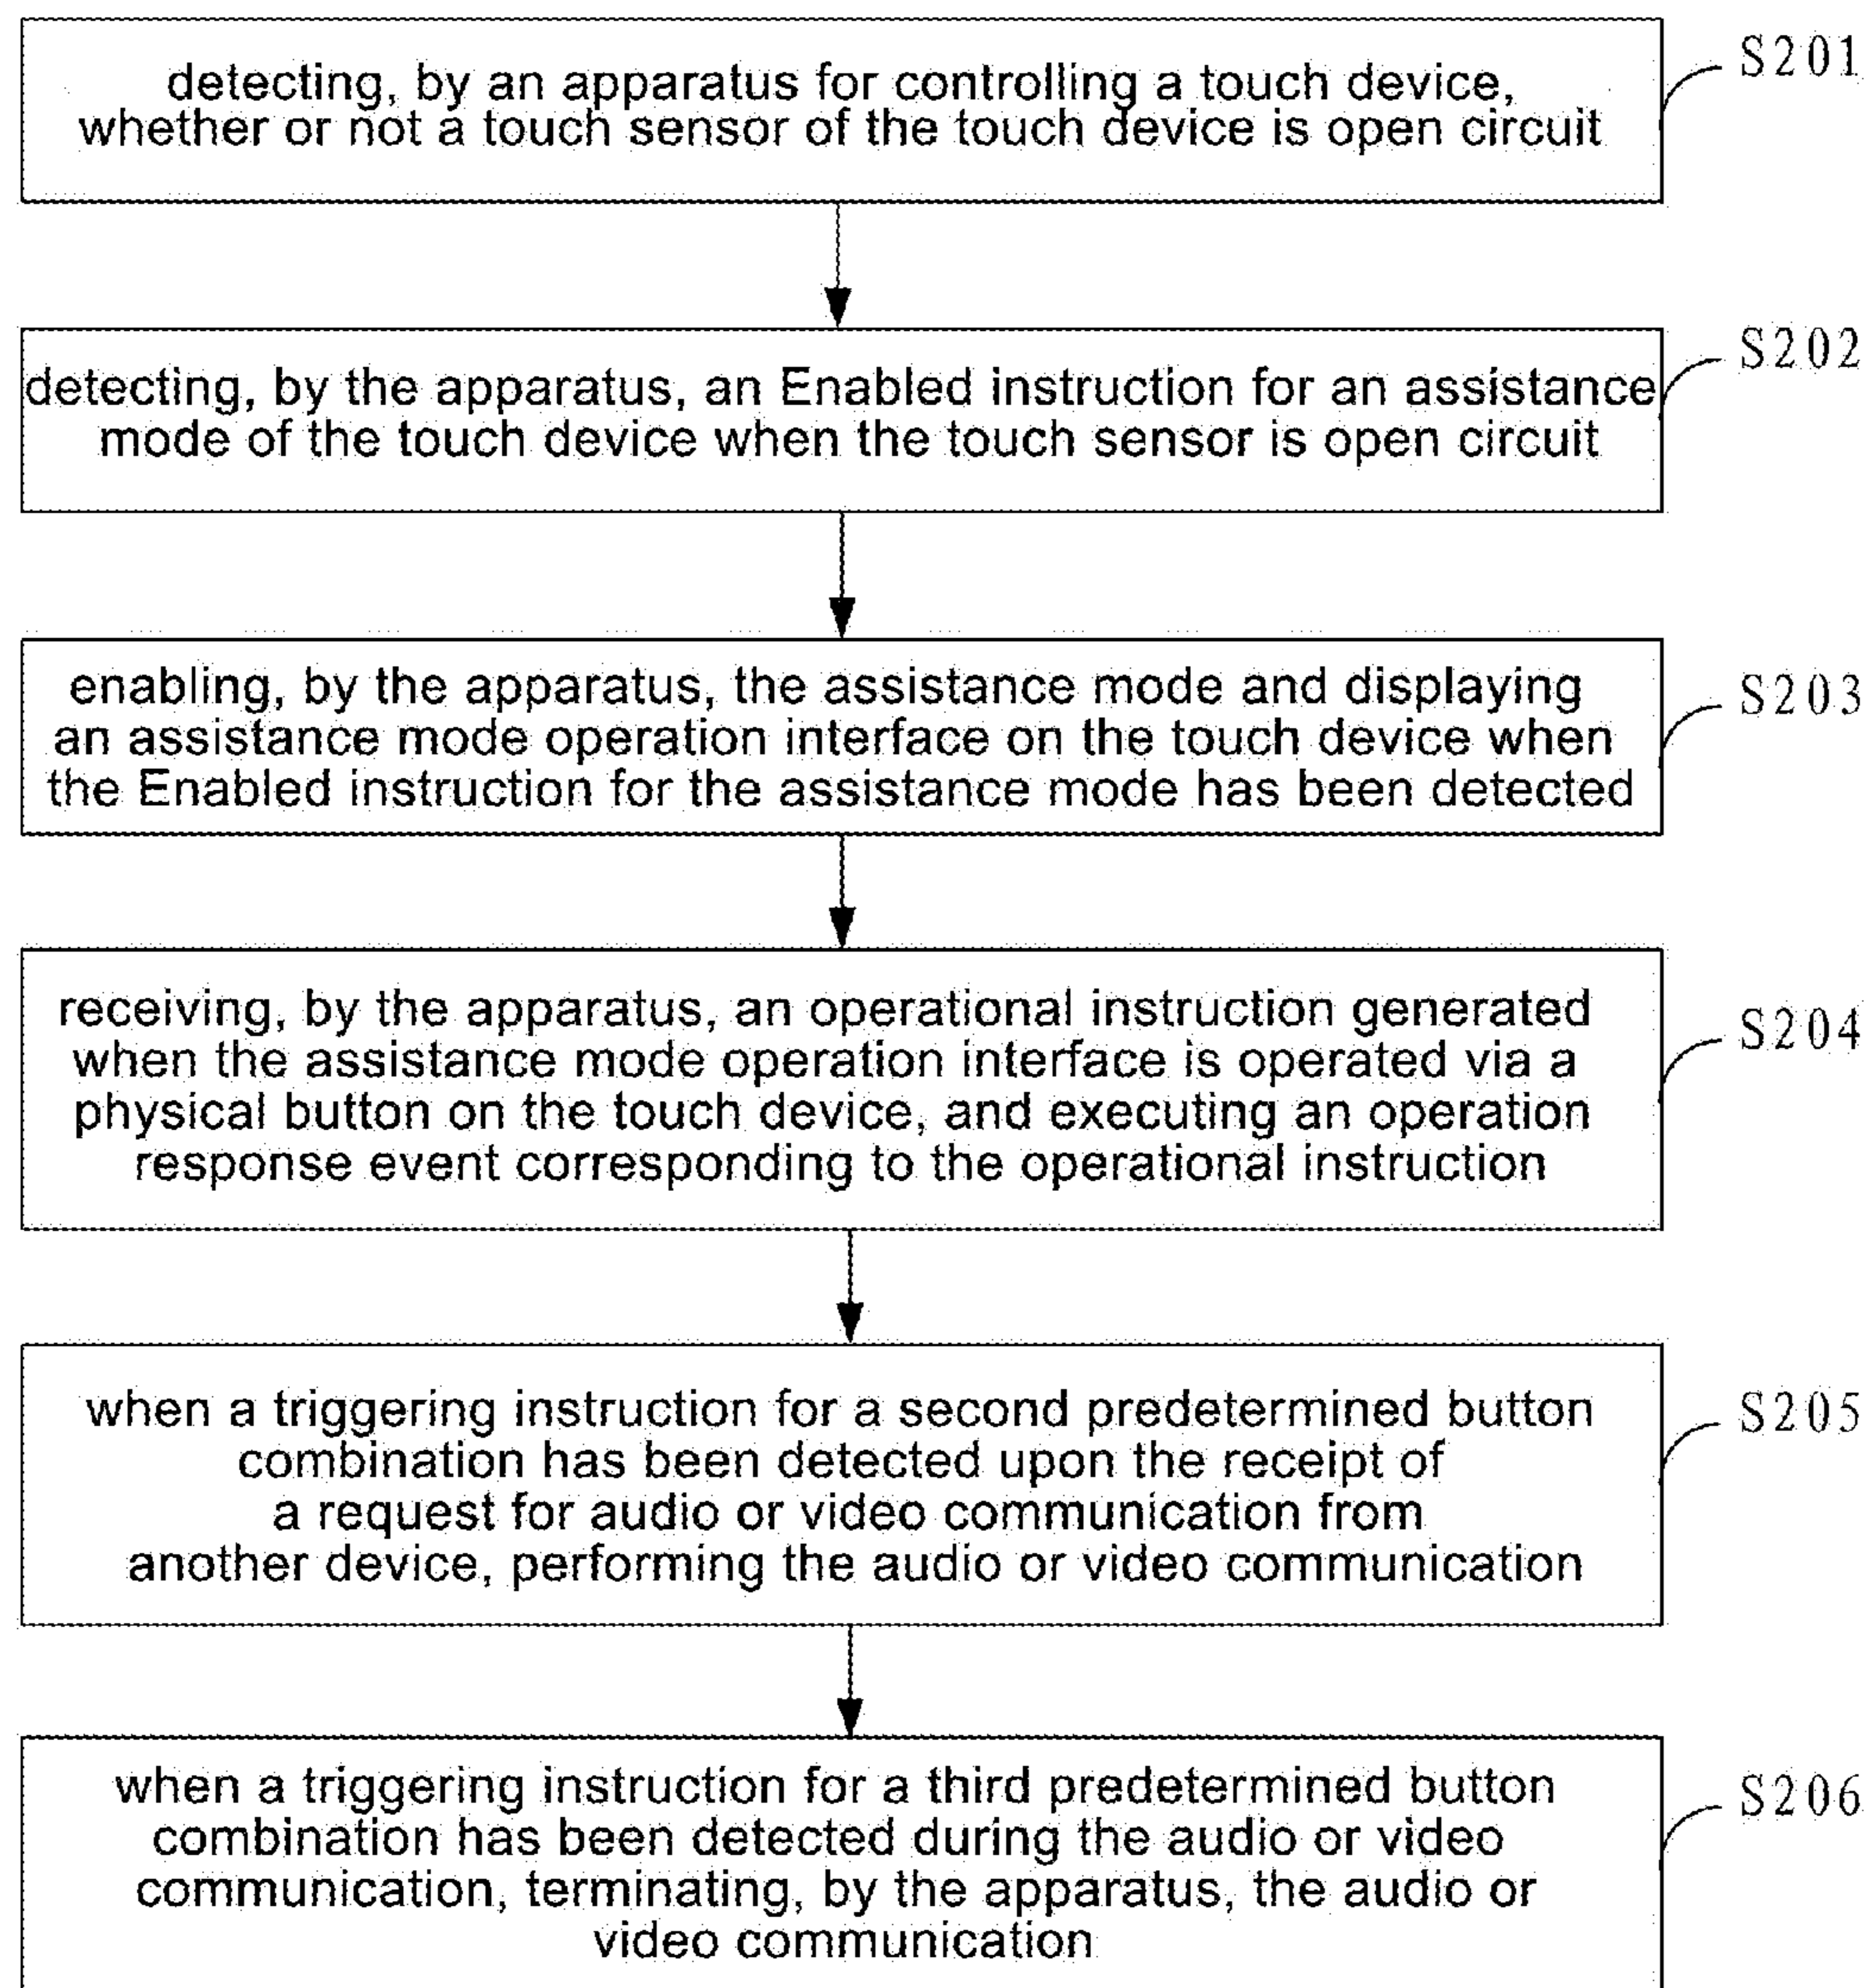 detecting, by an apparatus for controlling a touch device,
whether or not a touch sensor of the touch device is open circuit
S201
detecting, by the apparatus, an Enabled instruction for an assistance
mode of the touch device when the touch sensor is open circuit
S202
enabling, by the apparatus, the assistance mode and displaying
an assistance mode operation interface on the touch device when
the Enabled instruction for the assistance mode has been detected
S203
receiving, by the apparatus, an operational instruction generated
when the assistance mode operation interface is operated via a
physical button on the touch device, and executing an operation
response event corresponding to the operational instruction
S204
when a triggering instruction for a second predetermined button
combination has been detected upon the receipt of
a request for audio or video communication from
another device, performing the audio or video communication
S205
when a triggering instruction for a third predetermined button
combination has been detected during the audio or video
communication, terminating, by the apparatus, the audio or
video communication
S206